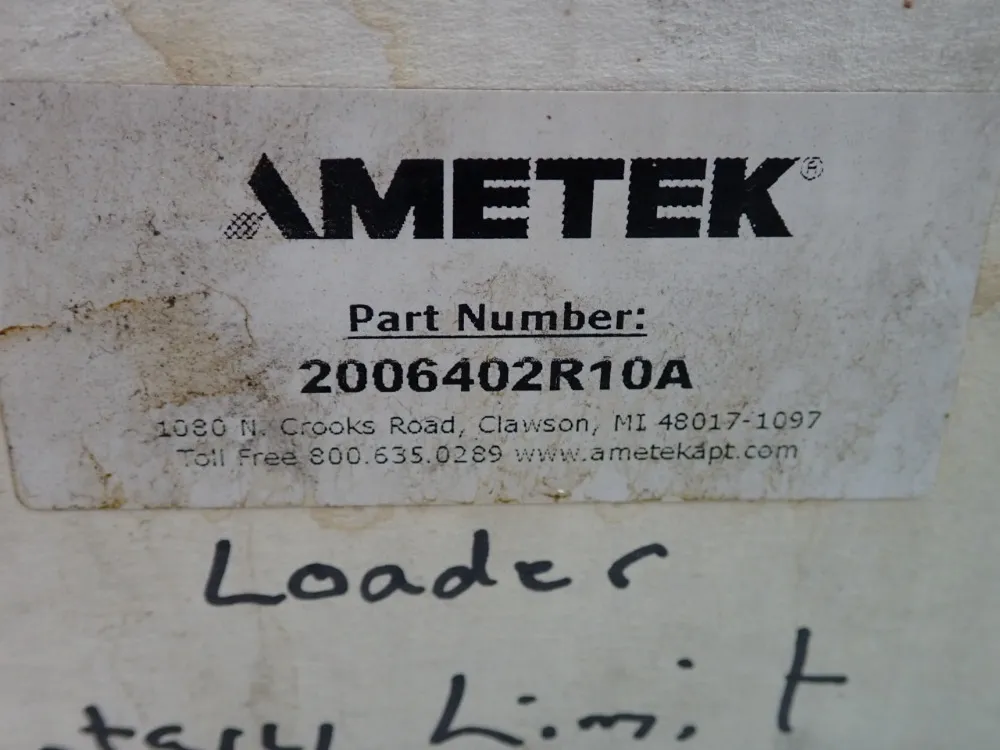 AMETEK®
Part Number:
2006402R10A
1080 N. Crooks Road, Clawson, MI 48017-1097
Toll Free 800.635.0289 www.ametekapt.com
Loader
Limit